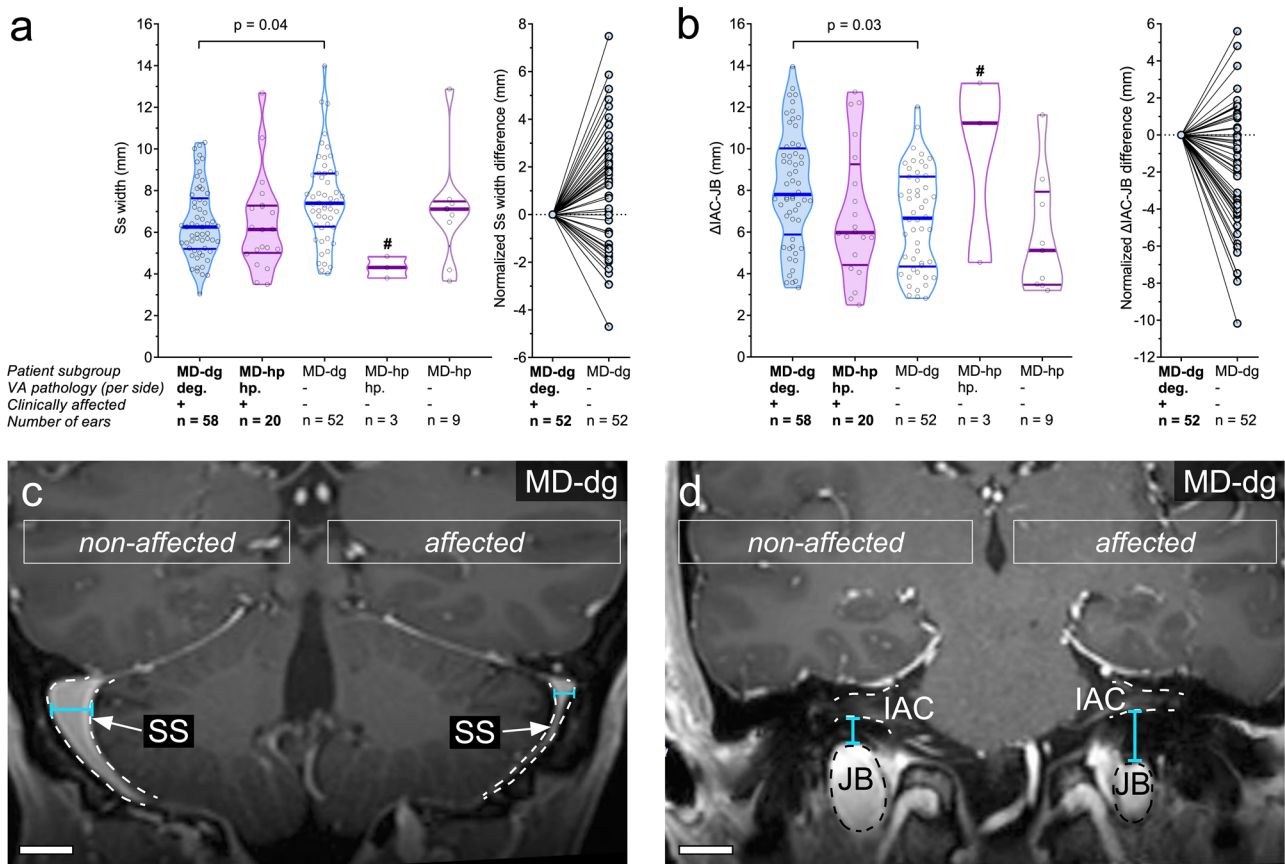 a
p = 0.04
16
14
12
10
8
6
4
2
0
Ss width (mm)
#
8
6
4
2
0
-2
-4
-6
Normalized Ss width difference (mm)
b
p = 0.03
16
14
12
10
8
6
4
2
0
ΔIAC-JB (mm)
#
6
4
2
0
-2
-4
-6
-8
-10
-12
Normalized ΔIAC-JB difference (mm)
Patient subgroup MD-dg MD-hp MD-dg MD-hp MD-hp MD-dg MD-dg MD-dg MD-hp MD-dg MD-hp MD-hp MD-dg MD-dg
VA pathology (per side) deg. hp. - hp. - deg. - deg. hp. - hp. - deg. -
Clinically affected + + - - - + - + + - - - + -
Number of ears n = 58 n = 20 n = 52 n = 3 n = 9 n = 52 n = 52 n = 58 n = 20 n = 52 n = 3 n = 9 n = 52 n = 52
c
MD-dg
non-affected
affected
SS
SS
d
MD-dg
non-affected
affected
IAC
IAC
JB
JB